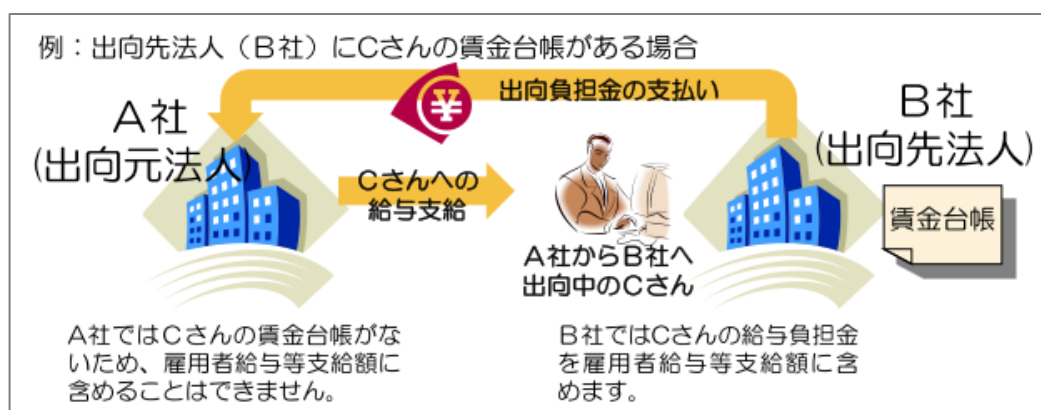 例：出向先法人（Ｂ社）にCさんの賃金台帳がある場合
出向負担金の支払い
¥
Ａ社
(出向元法人)
Ｂ社
(出向先法人)
Ｃさんへの
給与支給
賃金台帳
Ａ社からＢ社へ
出向中のＣさん
Ａ社ではＣさんの賃金台帳がな
いため、雇用者給与等支給額に
含めることはできません。
Ｂ社ではCさんの給与負担金
を雇用者給与等支給額に含
めます。